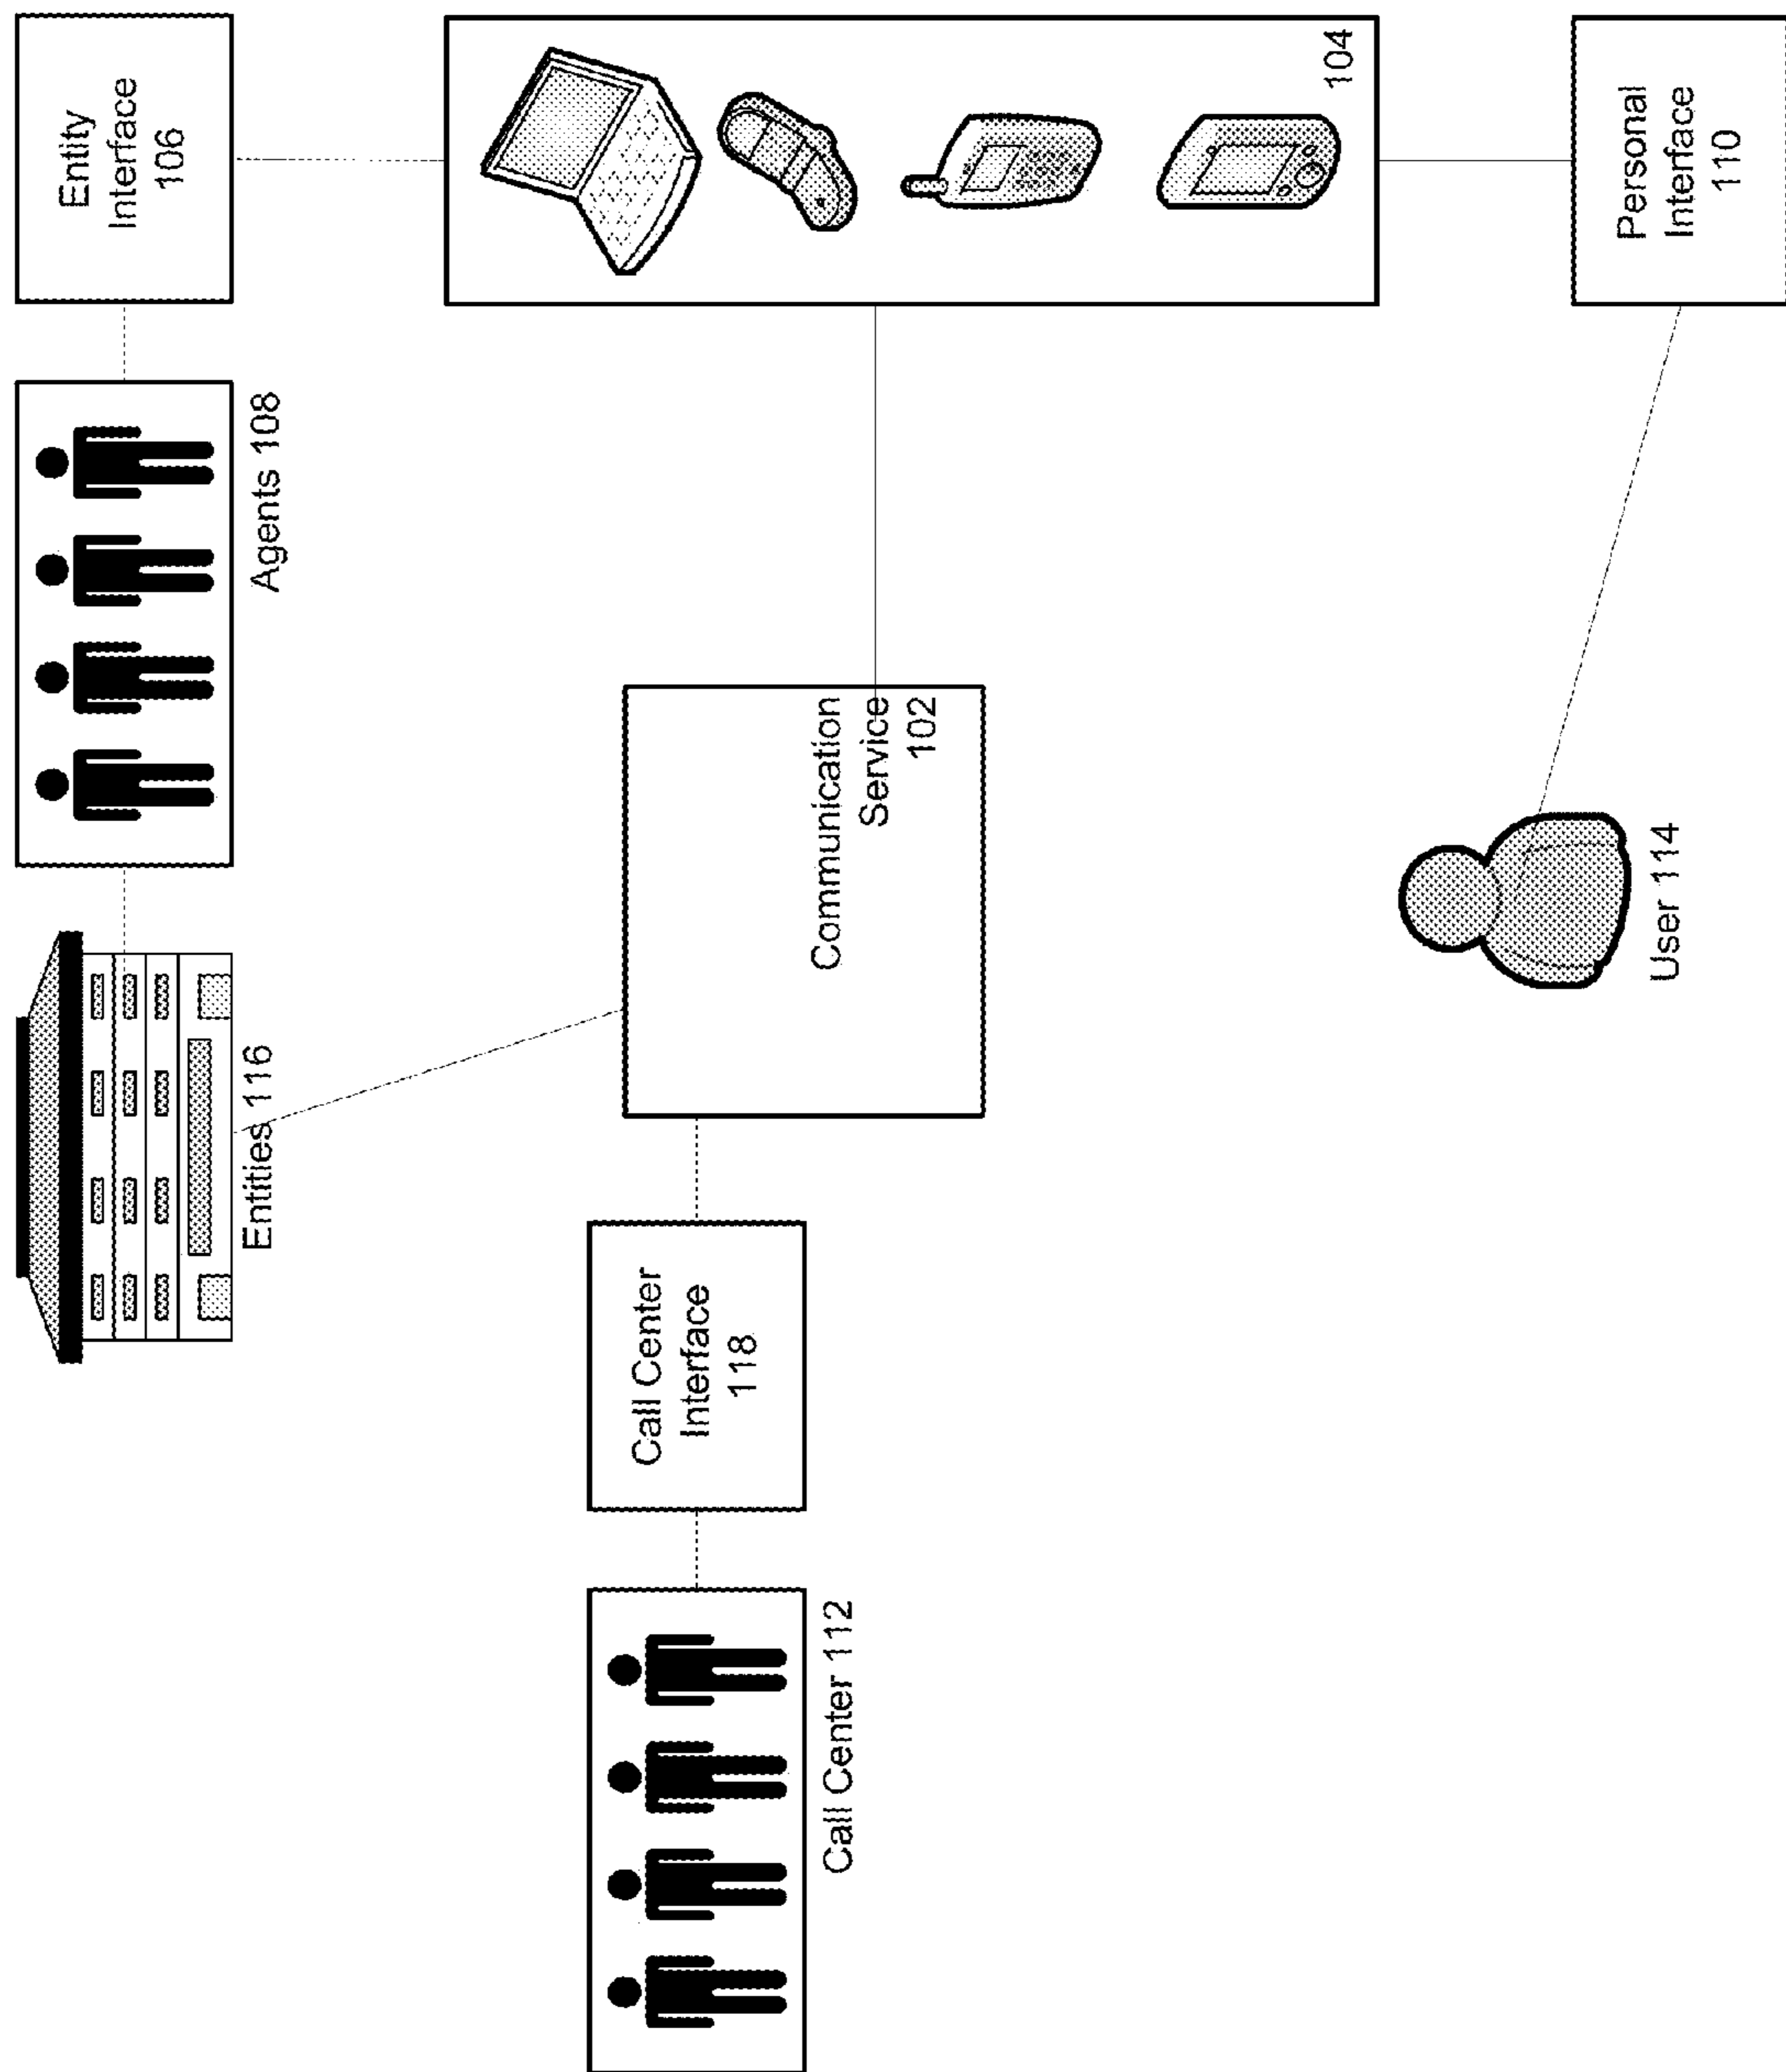 Entities 116
Agents 108
Entity
Interface
106
Call Center
Interface
118
Call Center 112
Communication
Service
102
104
User 114
Personal
Interface
110